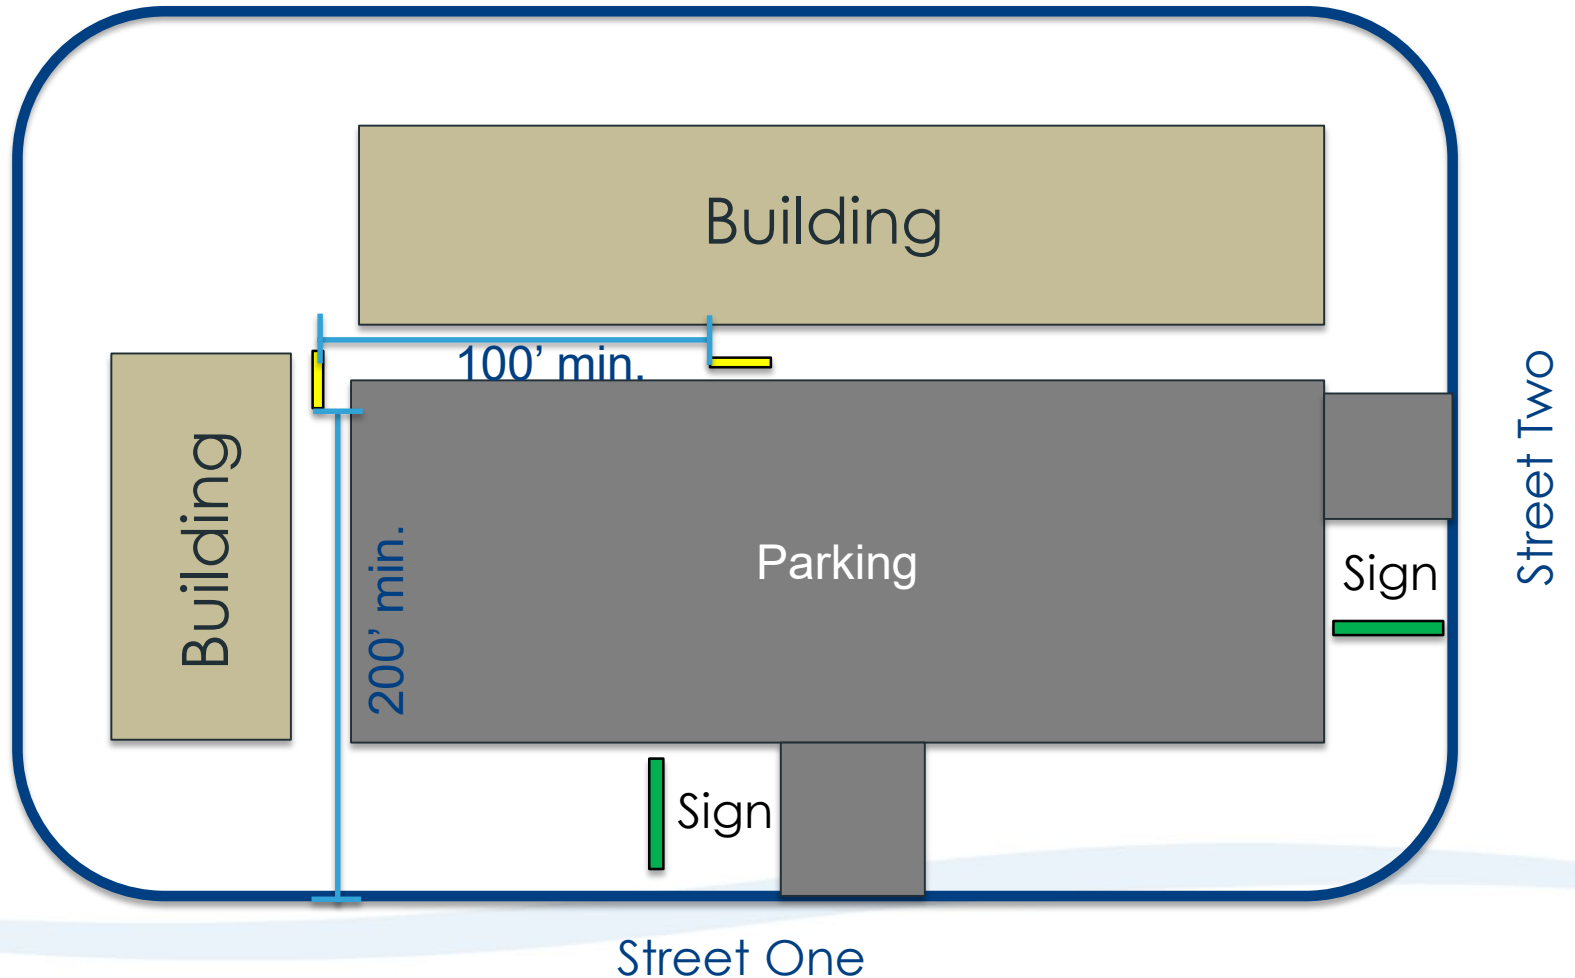 Building
100’ min.
Building
200’ min.
Parking
Sign
Street Two
Sign
Street One